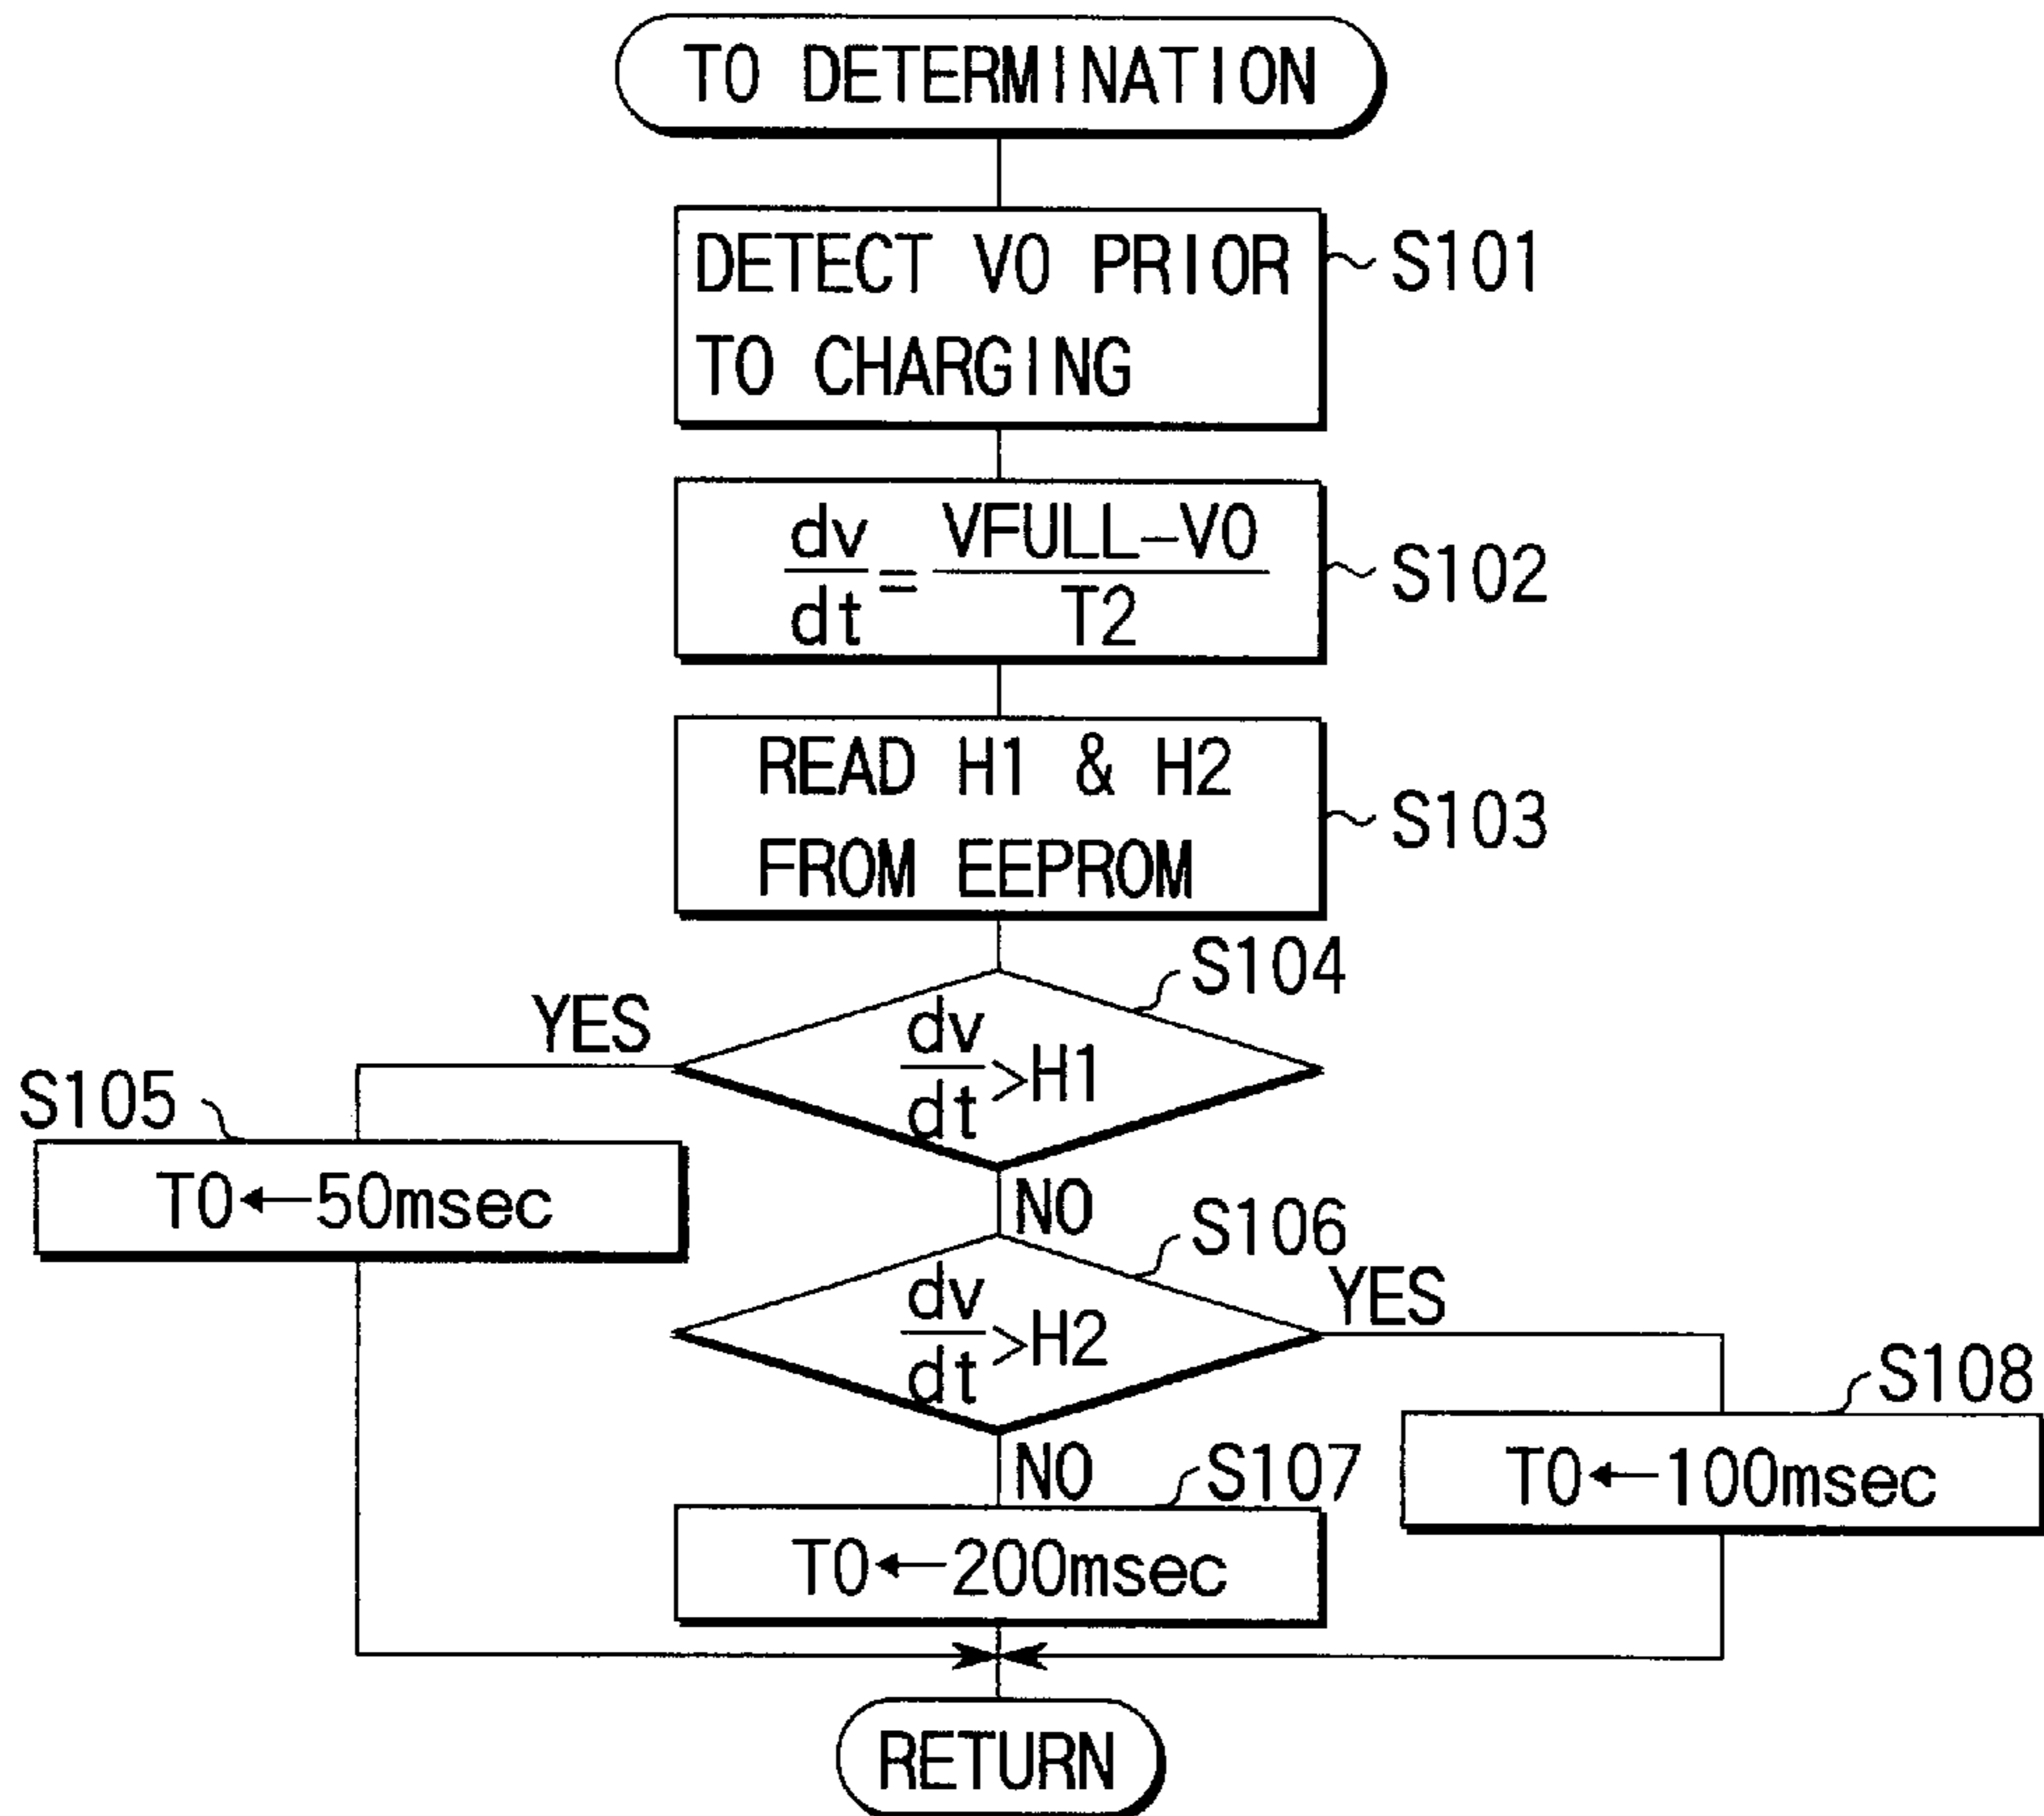 T0 DETERMINATION
DETECT V0 PRIOR
TO CHARGING
S101
dv/dt = VFULL-V0/T2
S102
READ H1 & H2
FROM EEPROM
S103
S104
YES
dv/dt > H1
S105
T0←50msec
NO
S106
dv/dt > H2
YES
S108
T0←100msec
NO
S107
T0←200msec
RETURN